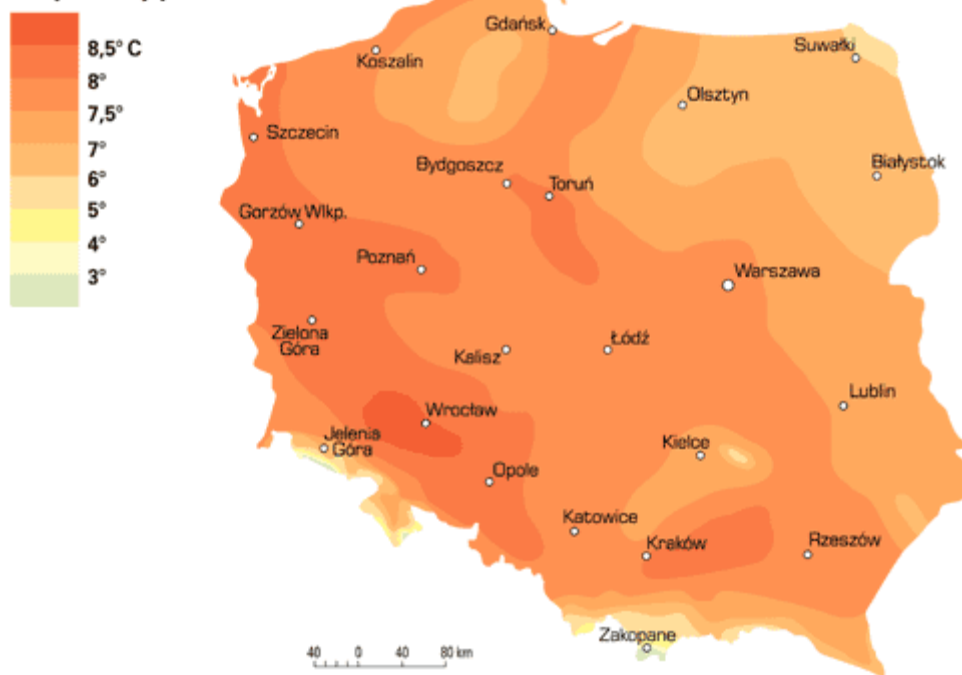 8,5° C
8°
7,5°
7°
6°
5°
4°
3°
Gdańsk
Koszalin
Suwałki
Olsztyn
Szczecin
Bydgoszcz
Toruń
Białystok
Gorzów Wlkp.
Poznań
Warszawa
Zielona
Góra
Kalisz
Łódź
Wrocław
Lublin
Jelenia
Góra
Kielce
Opole
Katowice
Kraków
Rzeszów
Zakopane
40 0 40 80 km